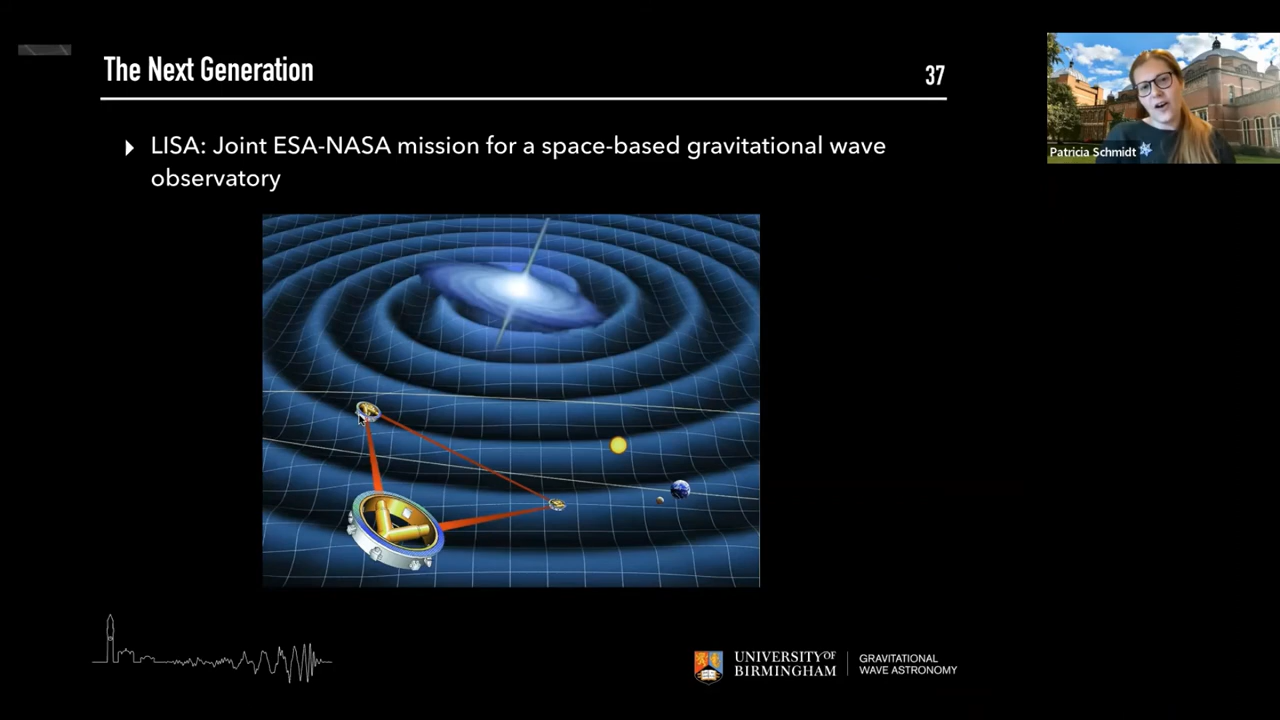 The Next Generation
37
LISA: Joint ESA-NASA mission for a space-based gravitational wave
observatory
Patricia Schmidt
UNIVERSITY OF
BIRMINGHAM
GRAVITATIONAL
WAVE ASTRONOMY